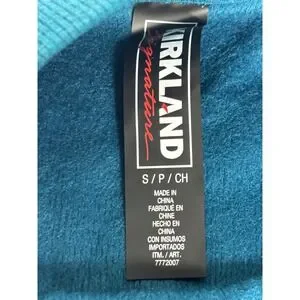 KIRKLAND
Signature
S / P / CH
MADE IN
CHINA
FABRIQUÉ EN
CHINE
HECHO EN
CHINA
CON INSUMOS
IMPORTADOS
ITM. / ART.
7772007